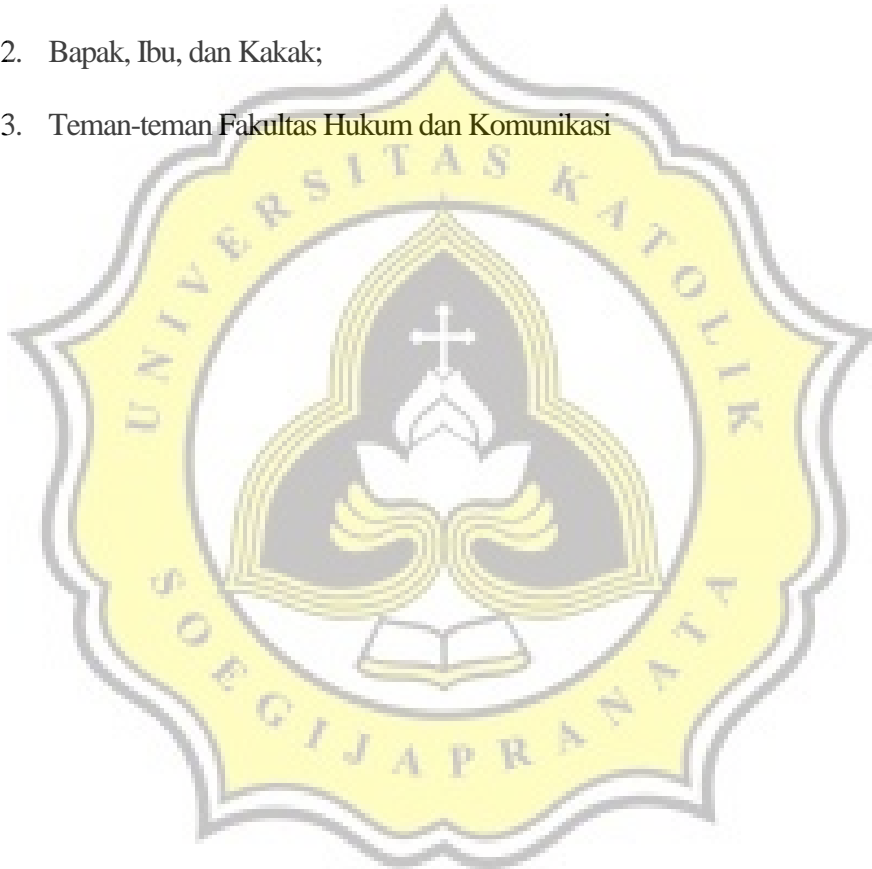 2. Bapak, Ibu, dan Kakak;
3. Teman-teman Fakultas Hukum dan Komunikasi
UNIVERSITAS KATOLIK
SOEGIJAPRANATA